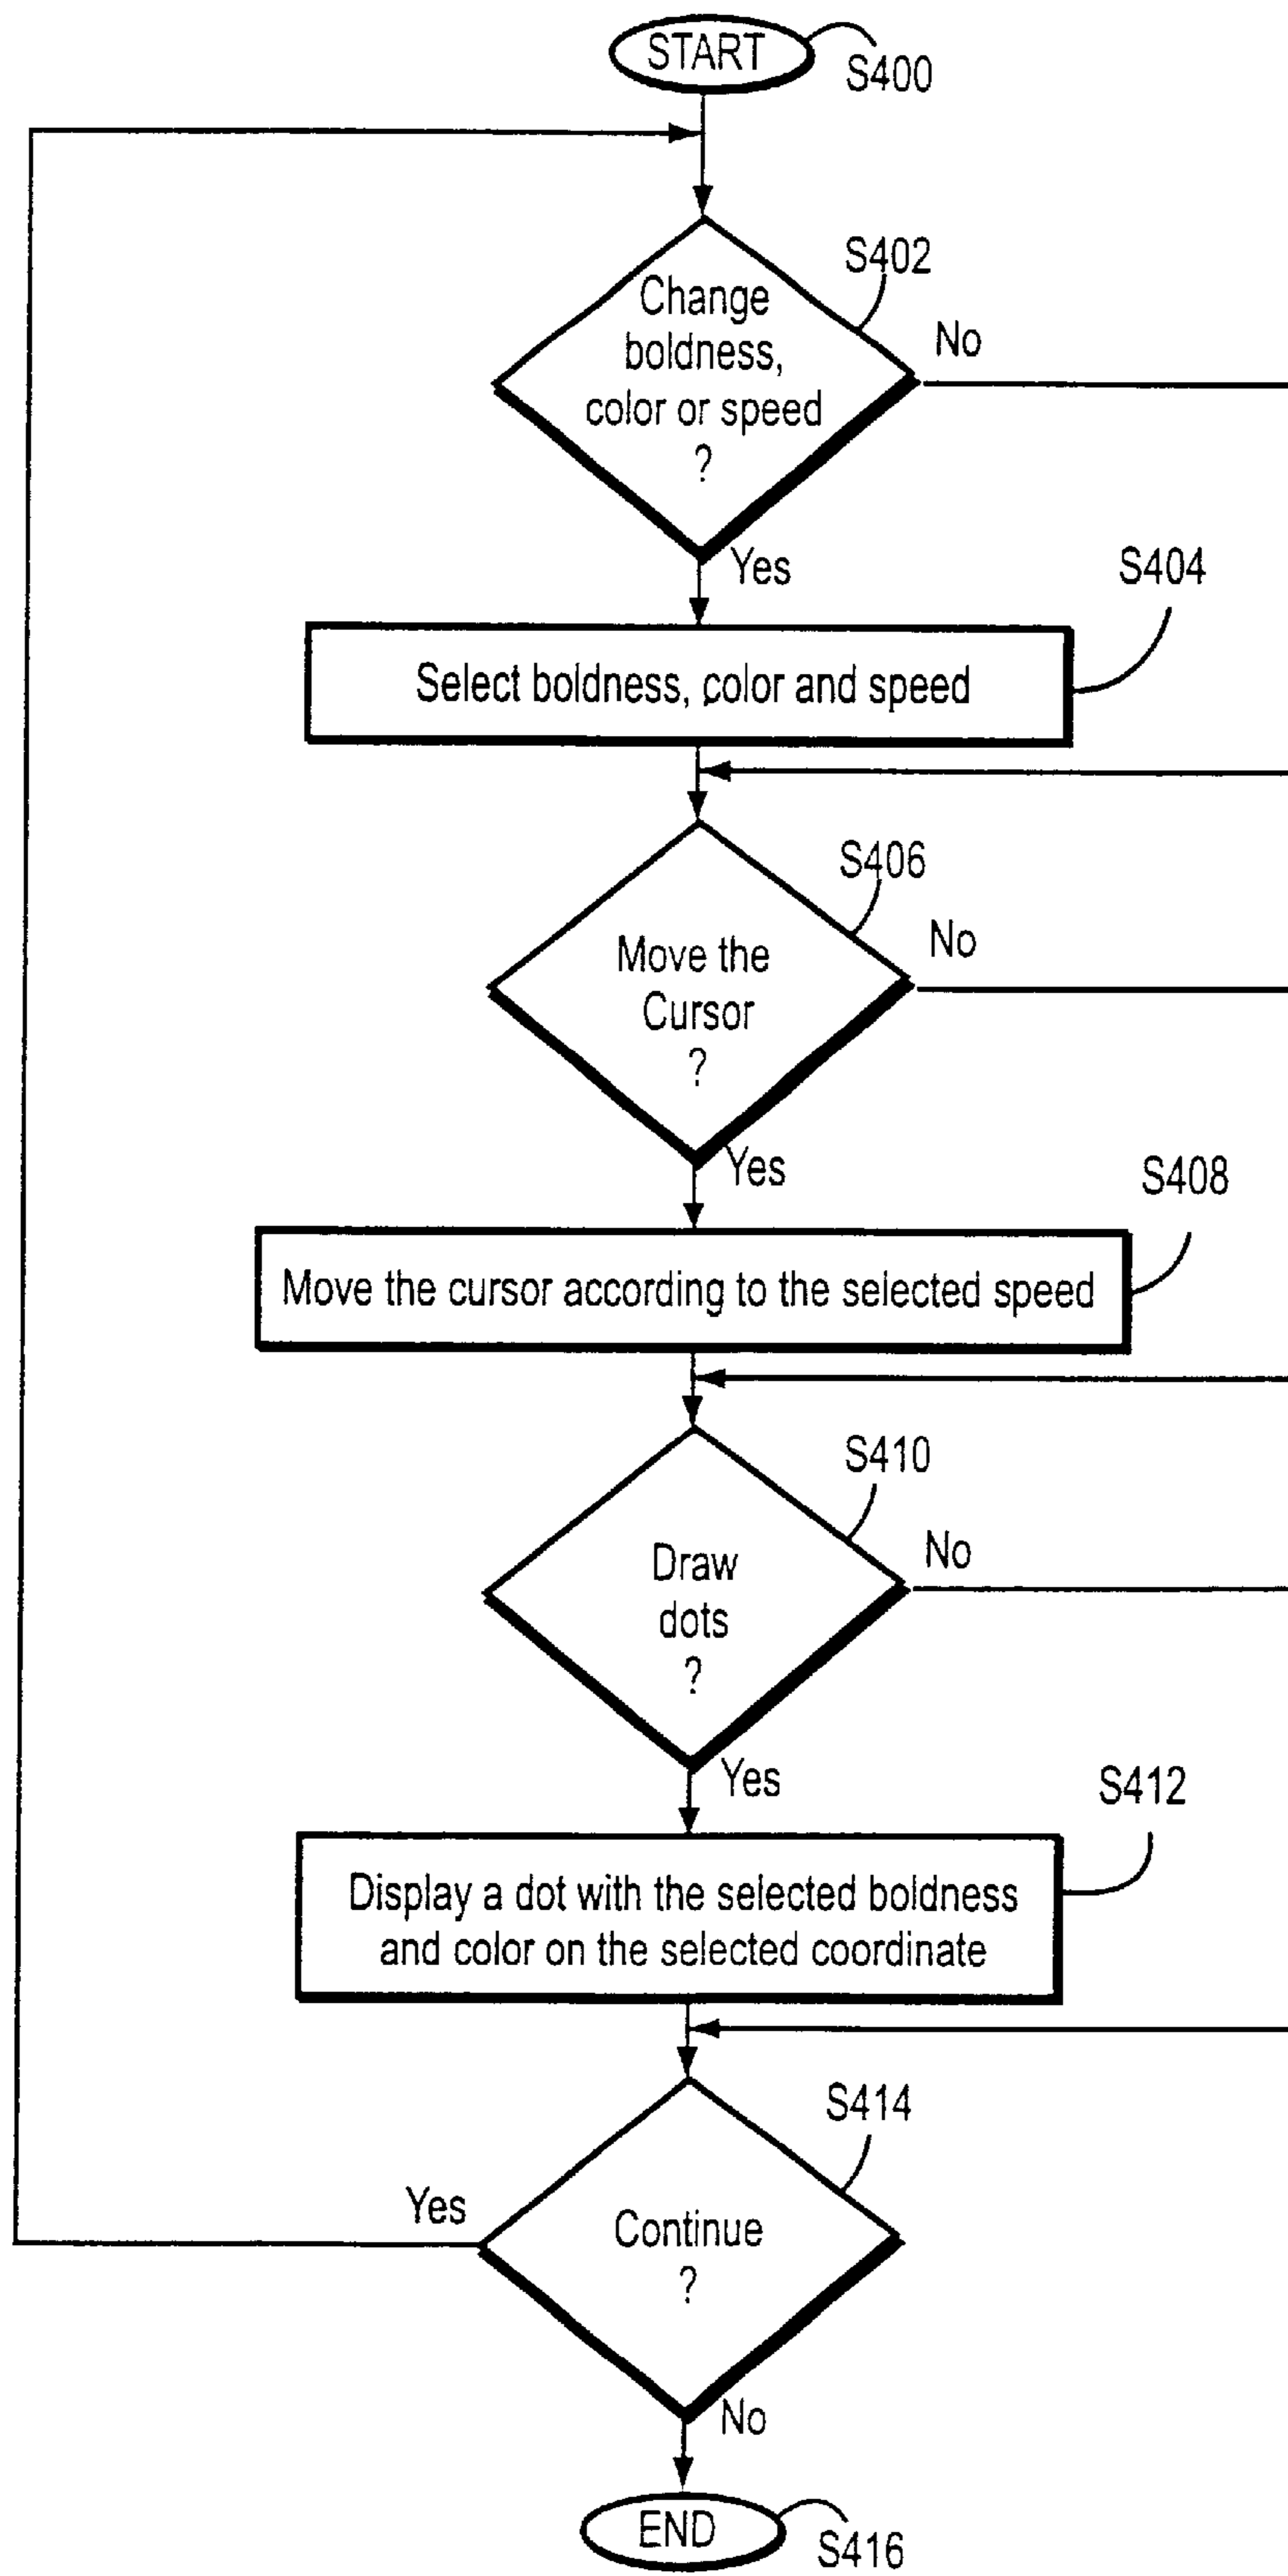 START
S400
S402
Change
boldness,
color or speed
?
No
Yes
S404
Select boldness, color and speed
S406
Move the
Cursor
?
No
Yes
S408
Move the cursor according to the selected speed
S410
Draw
dots
?
No
Yes
S412
Display a dot with the selected boldness
and color on the selected coordinate
S414
Yes
Continue
?
No
END
S416